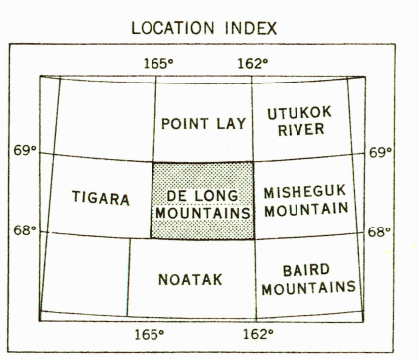 LOCATION INDEX
165° 162°
POINT LAY
UTUKOK
RIVER
69° 69°
TIGARA
DE LONG
MOUNTAINS
MISHEGUK
MOUNTAIN
68° 68°
NOATAK
BAIRD
MOUNTAINS
165° 162°